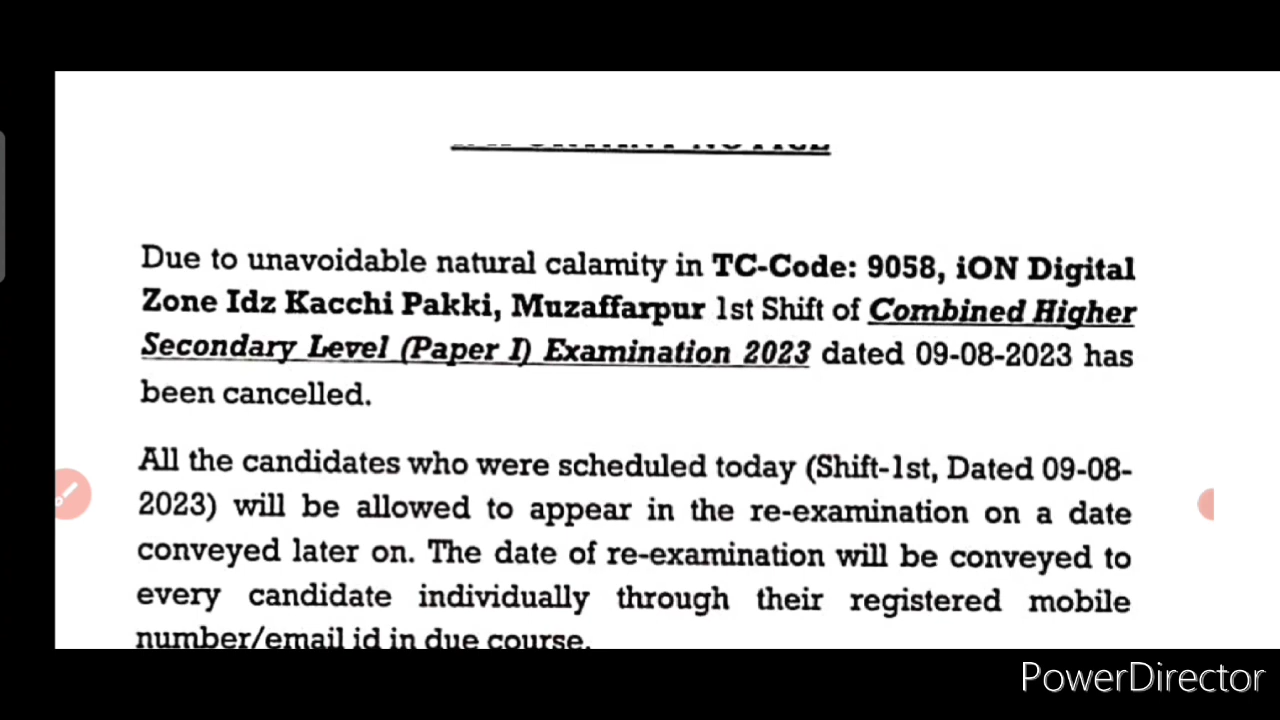 Due to unavoidable natural calamity in TC-Code: 9058, iON Digital
Zone Idz Kacchi Pakki, Muzaffarpur 1st Shift of Combined Higher
Secondary Level (Paper I) Examination 2023 dated 09-08-2023 has
been cancelled.
All the candidates who were scheduled today (Shift-1st, Dated 09-08-
2023) will be allowed to appear in the re-examination on a date
conveyed later on. The date of re-examination will be conveyed to
every candidate individually through their registered mobile
number/email id in due course.
PowerDirector